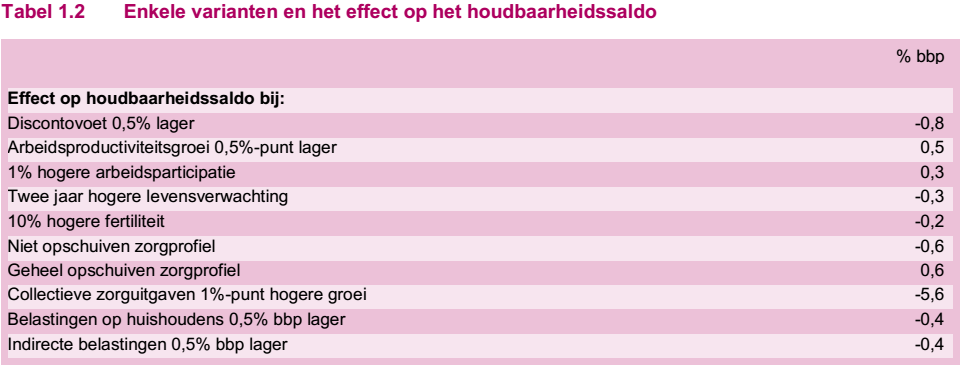 Tabel 1.2 Enkele varianten en het effect op het houdbaarheidssaldo
% bbp
Effect op houdbaarheidssaldo bij:
Discontovoet 0,5% lager -0,8
Arbeidsproductiviteitsgroei 0,5%-punt lager 0,5
1% hogere arbeidsparticipatie 0,3
Twee jaar hogere levensverwachting -0,3
10% hogere fertiliteit -0,2
Niet opschuiven zorgprofiel -0,6
Geheel opschuiven zorgprofiel 0,6
Collectieve zorguitgaven 1%-punt hogere groei -5,6
Belastingen op huishoudens 0,5% bbp lager -0,4
Indirecte belastingen 0,5% bbp lager -0,4